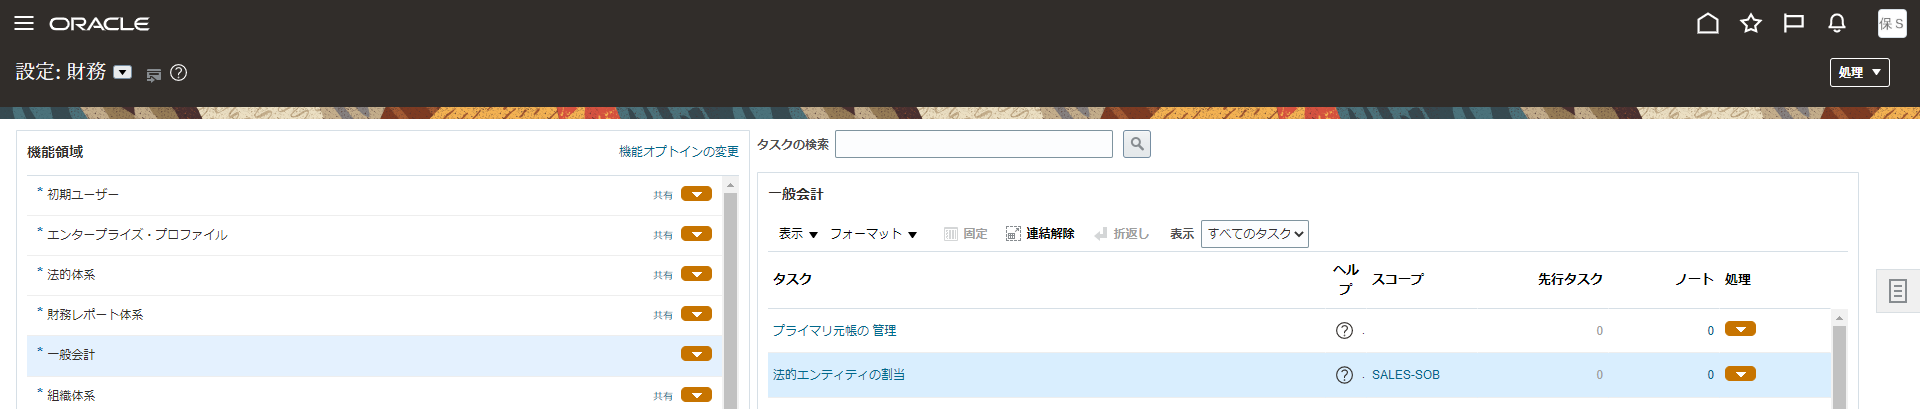 ORACLE
保 S
設定: 財務
処理
機能領域
機能オプトインの変更
* 初期ユーザー 共有
* エンタープライズ・プロファイル 共有
* 法的体系 共有
* 財務レポート体系 共有
* 一般会計
* 組織体系 共有
タスクの検索
一般会計
表示 フォーマット 固定 連結解除 折返し 表示 すべてのタスク
タスク ヘルプ スコープ 先行タスク ノート 処理
プライマリ元帳の 管理 . 0 0
法的エンティティの割当 . SALES-SOB 0 0